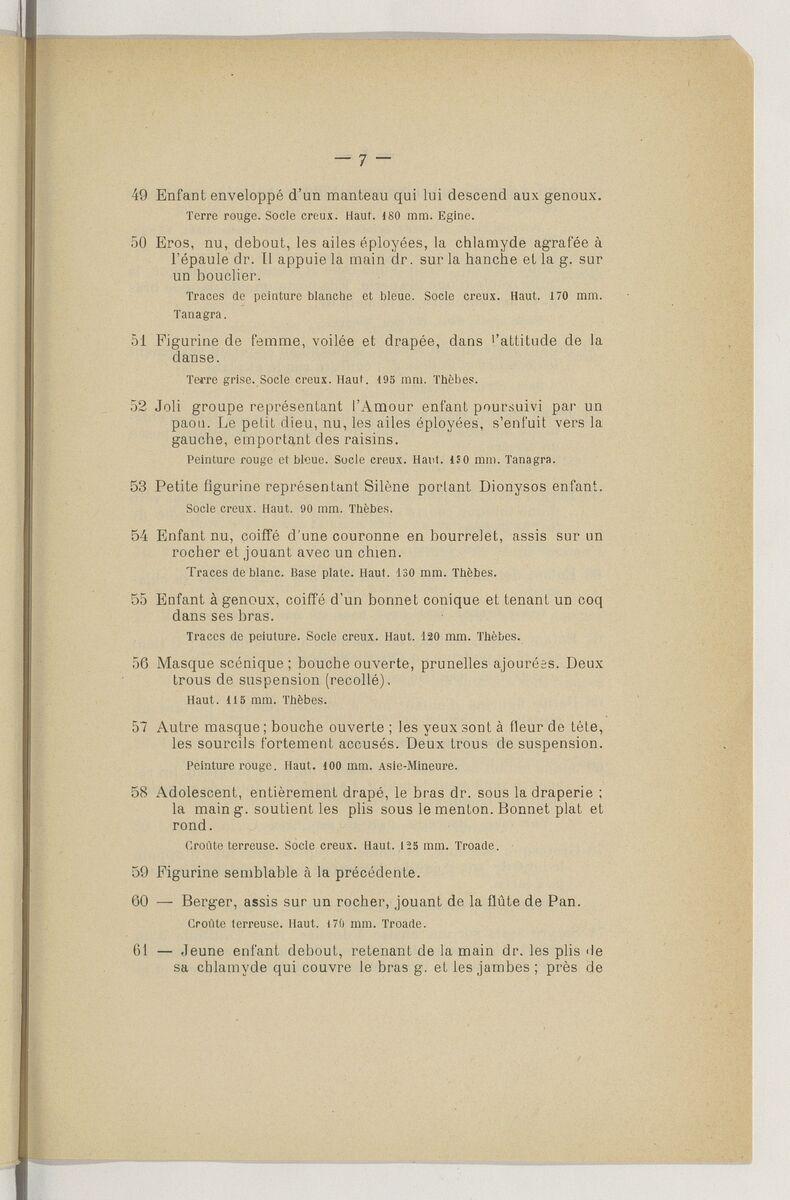 — 7 —
49 Enfant enveloppé d'un manteau qui lui descend aux genoux.
Terre rouge. Socle creux. Haut. 180 mm. Egine.
50 Eros, nu, debout, les ailes éployées, la chlamyde agrafée à
l'épaule dr. Il appuie la main dr. sur la hanche et la g. sur
un bouclier.
Traces de peinture blanche et bleue. Socle creux. Haut. 170 mm.
Tanagra.
51 Figurine de femme, voilée et drapée, dans l'attitude de la
danse.
Terre grise. Socle creux. Haut. 195 mm. Thèbes.
52 Joli groupe représentant l'Amour enfant poursuivi par un
paon. Le petit dieu, nu, les ailes éployées, s'enfuit vers la
gauche, emportant des raisins.
Peinture rouge et bleue. Socle creux. Haut. 150 mm. Tanagra.
53 Petite figurine représentant Silène portant Dionysos enfant.
Socle creux. Haut. 90 mm. Thèbes.
54 Enfant nu, coiffé d'une couronne en bourrelet, assis sur un
rocher et jouant avec un chien.
Traces de blanc. Base plate. Haut. 130 mm. Thèbes.
55 Enfant à genoux, coiffé d'un bonnet conique et tenant un coq
dans ses bras.
Traces de peiuture. Socle creux. Haut. 120 mm. Thèbes.
56 Masque scénique ; bouche ouverte, prunelles ajourées. Deux
trous de suspension (recollé).
Haut. 115 mm. Thèbes.
57 Autre masque ; bouche ouverte ; les yeux sont à fleur de tête,
les sourcils fortement accusés. Deux trous de suspension.
Peinture rouge. Haut. 100 mm. Asie-Mineure.
58 Adolescent, entièrement drapé, le bras dr. sous la draperie ;
la main g. soutient les plis sous le menton. Bonnet plat et
rond.
Croûte terreuse. Socle creux. Haut. 125 mm. Troade.
59 Figurine semblable à la précédente.
60 — Berger, assis sur un rocher, jouant de la flûte de Pan.
Croûte terreuse. Haut. 170 mm. Troade.
61 — Jeune enfant debout, retenant de la main dr. les plis de
sa chlamyde qui couvre le bras g. et les jambes ; près de